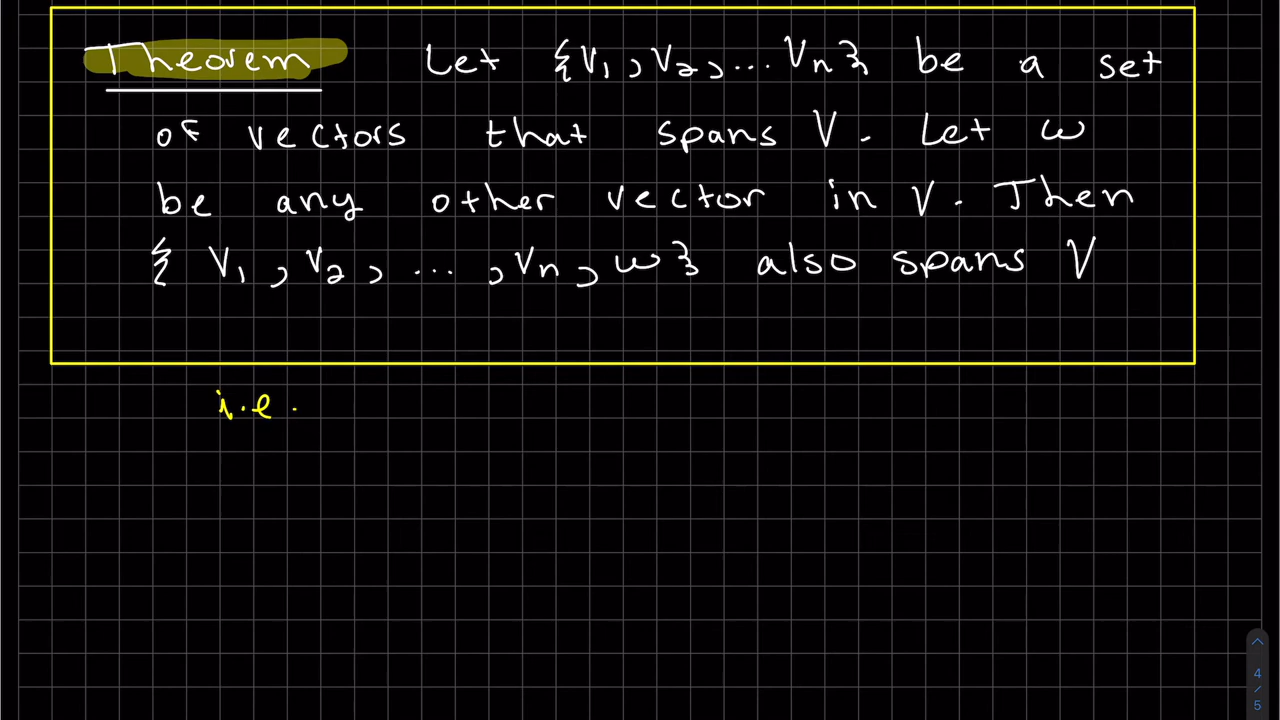 Theorem Let {v1, v2, ... vn} be a set
of vectors that spans V. Let w
be any other vector in V. Then
{ v1, v2, ..., vn, w } also spans V
i.e.
4
/
5